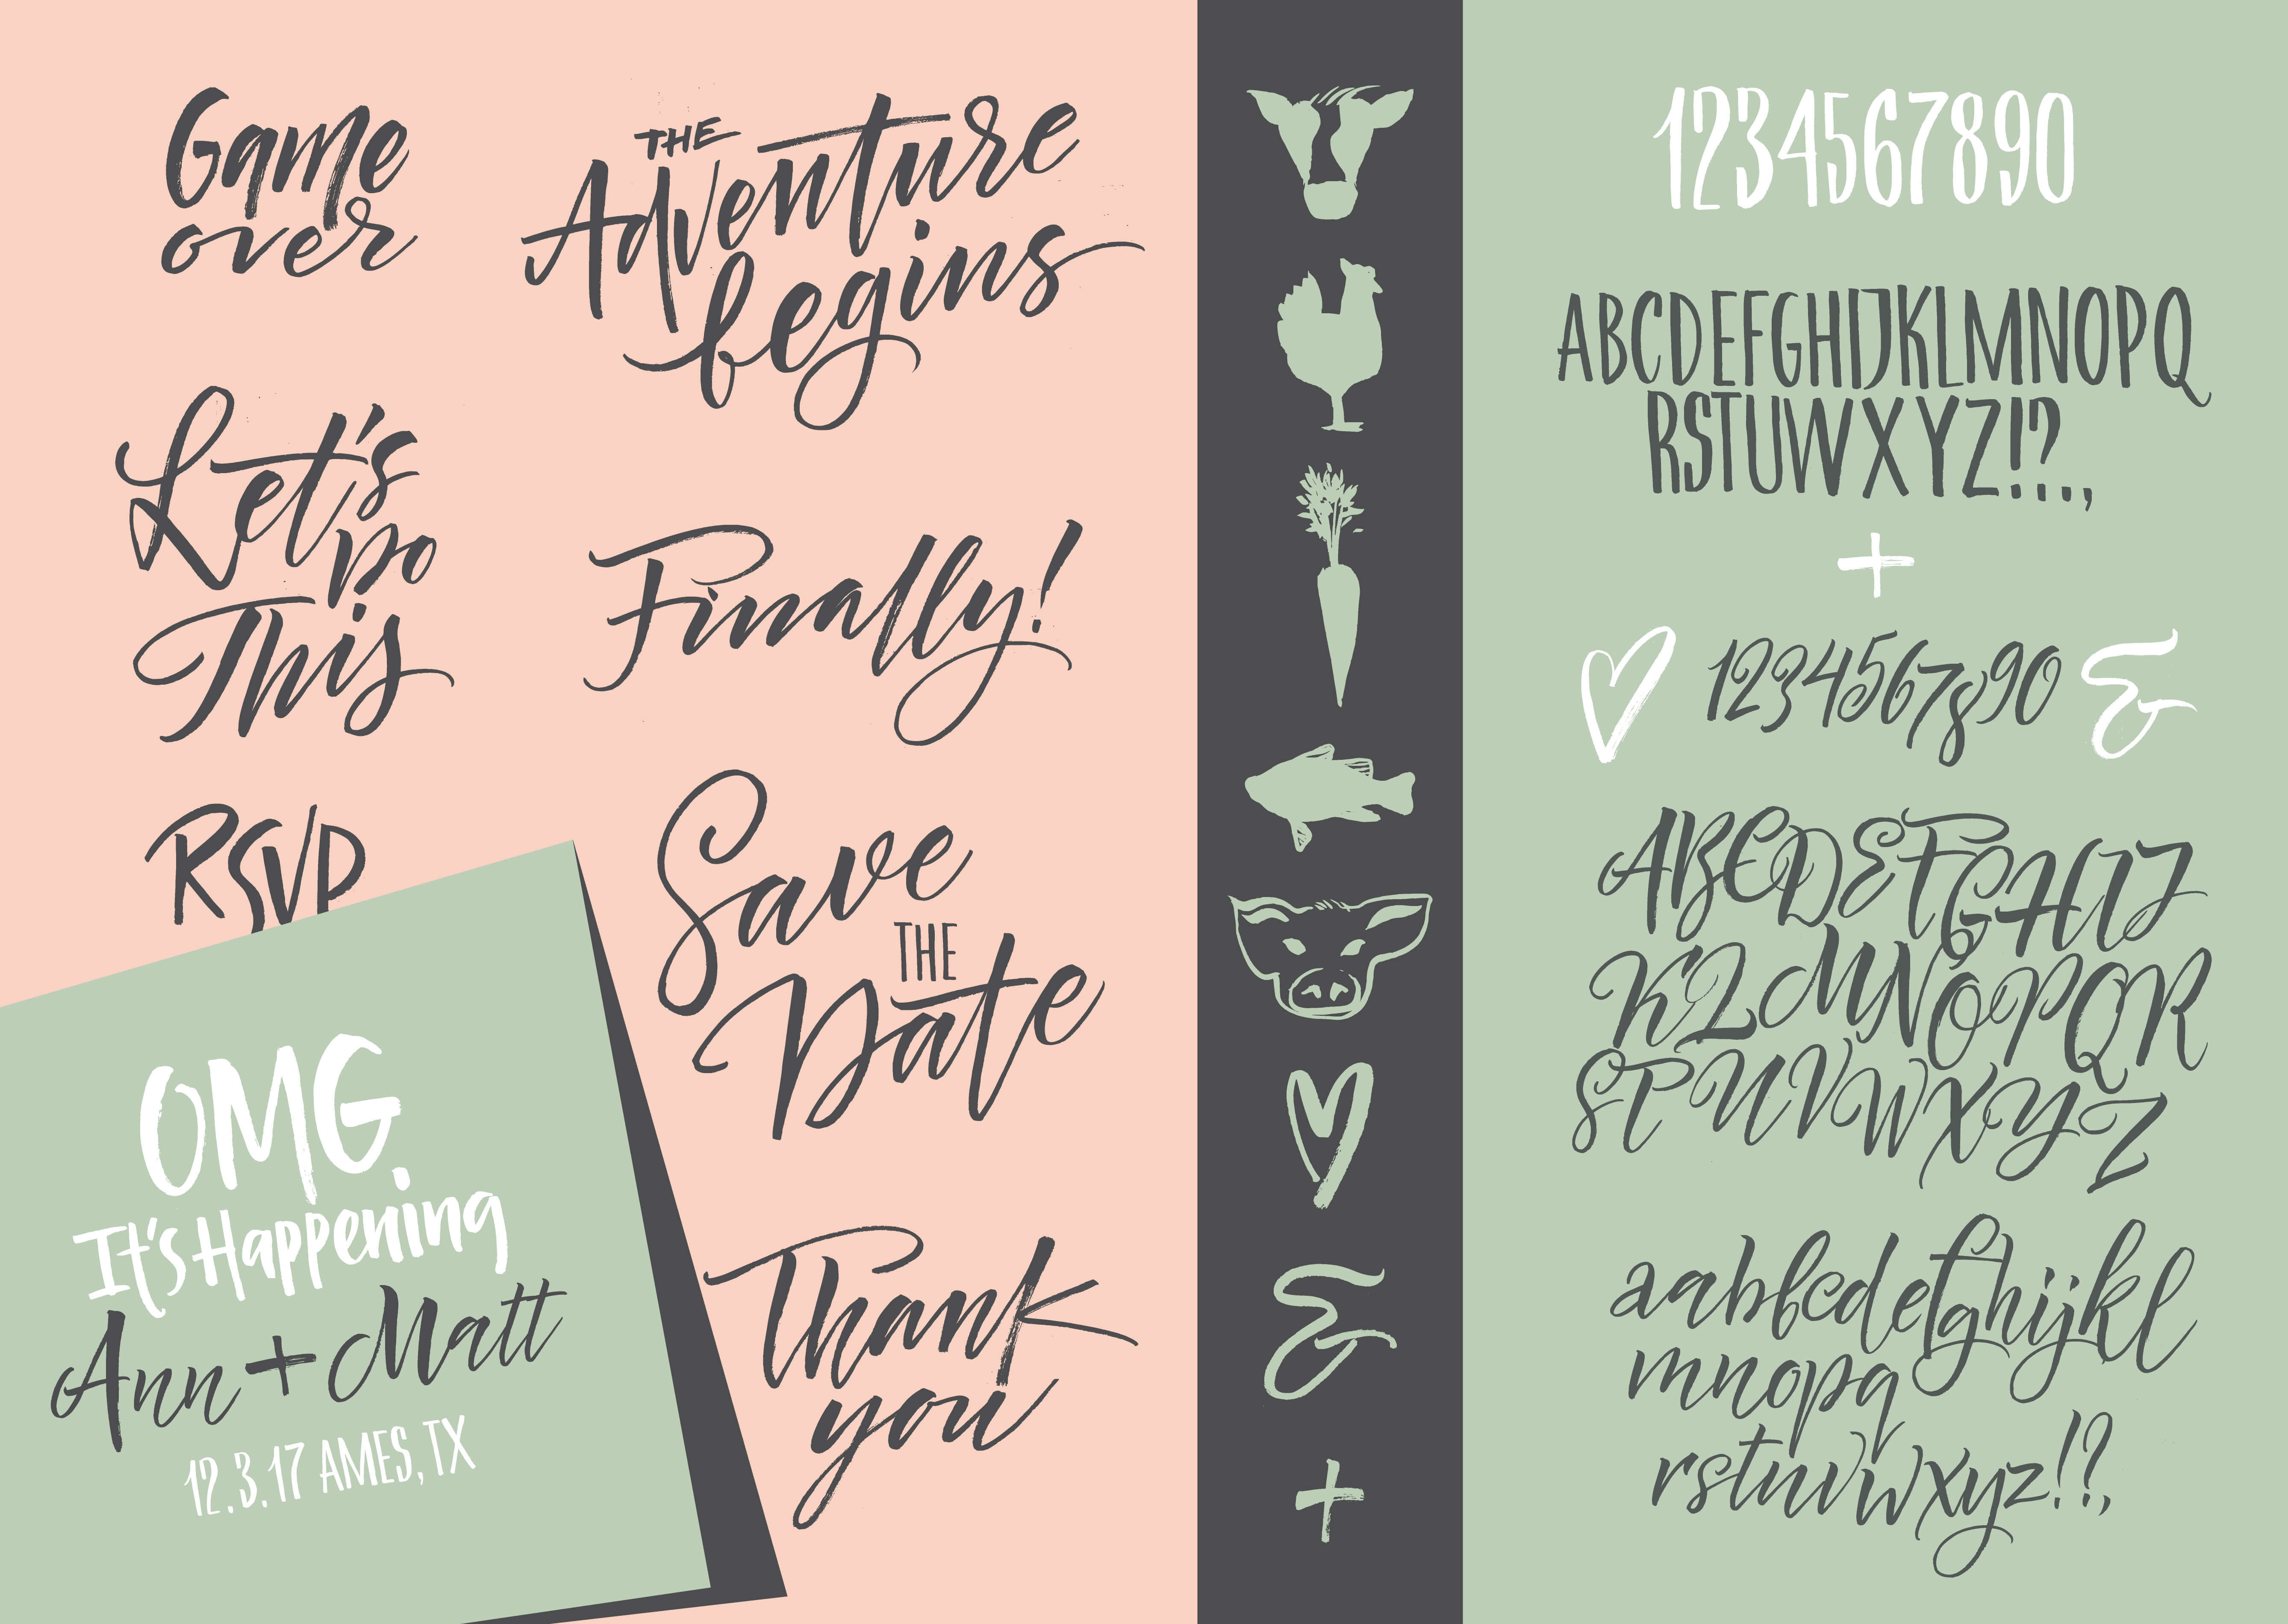 Game
over
THE
Adventure
begins
Let's
Do
This
Finally!
RSVP
Save
THE
Date
Thank
you
OMG.
It's Happening
Ann + Matt
12.3.17 AMES, TX
&
+
1234567890
ABCDEFGHIJKLMNOPQ
RSTUWXYZ!?.,
+
1234567890 &
ABCDEFGHIJ
KLMNOPQR
STUVWXYZ
aabbcdefghijkl
mnopq
rstuvwxyz!?,